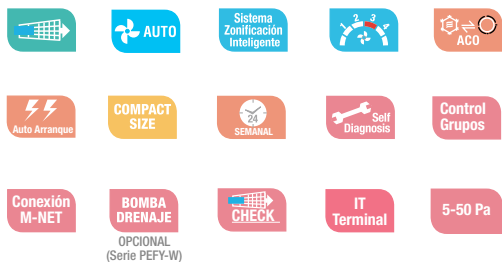 AUTO
Sistema
Zonificación
Inteligente
1 2 3 4
ACO
Auto Arranque
COMPACT
SIZE
24
SEMANAL
Self
Diagnosis
Control
Grupos
Conexión
M-NET
BOMBA
DRENAJE
OPCIONAL
(Serie PEFY-W)
CHECK
IT
Terminal
5-50 Pa